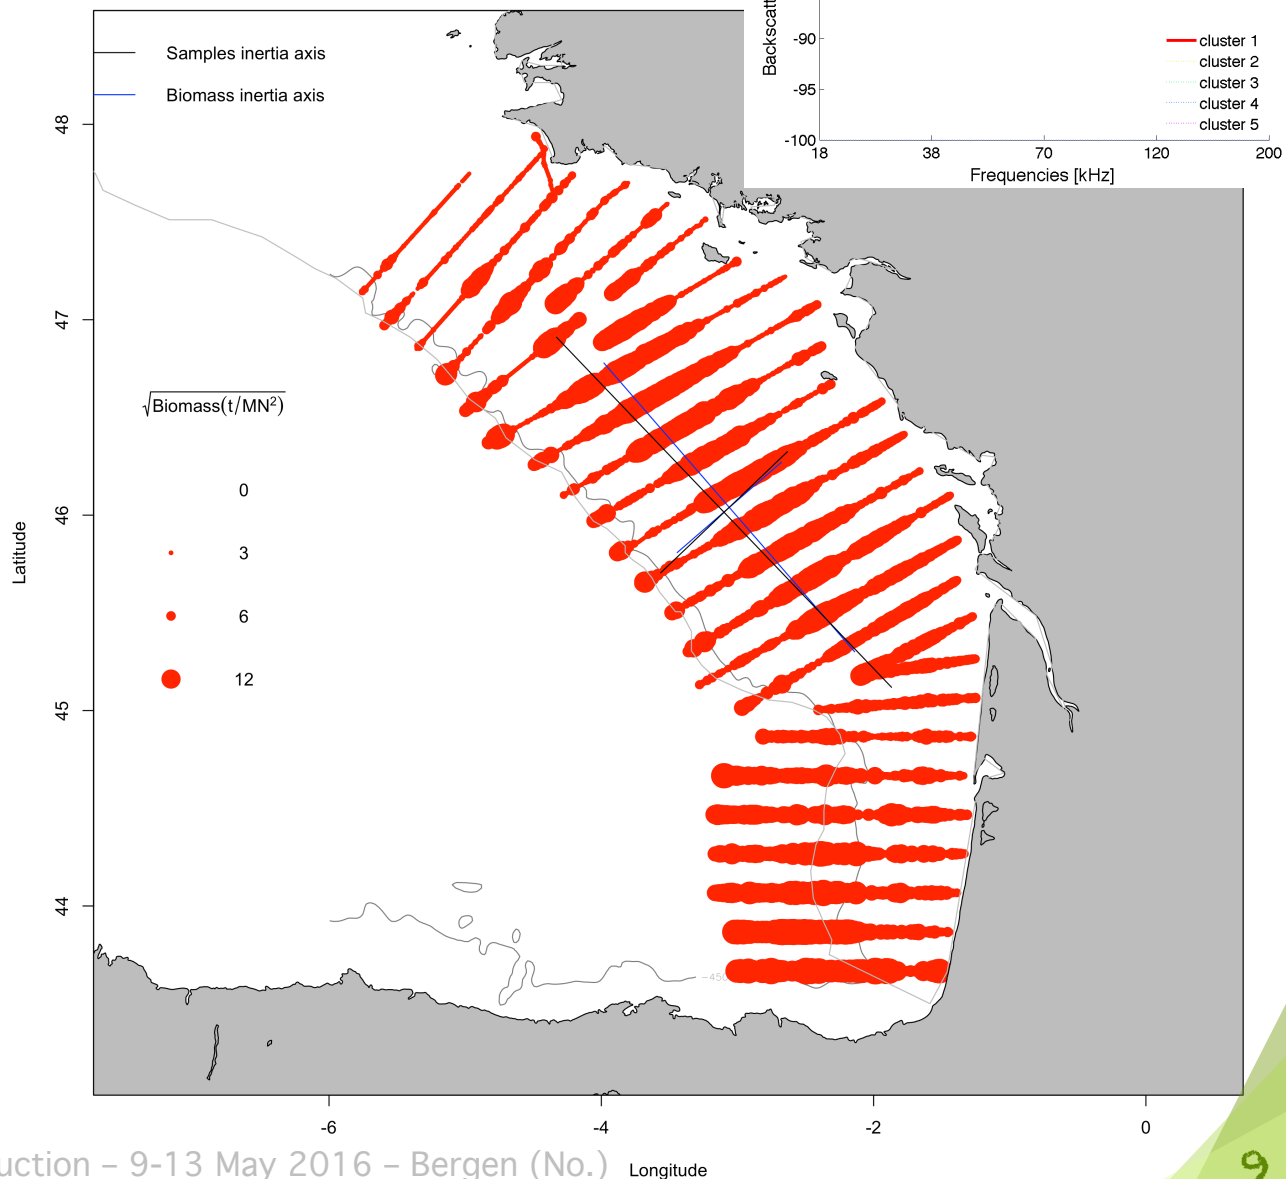 Samples inertia axis
Biomass inertia axis
-90
-95
-100
18 38 70 120 200
Frequencies [kHz]
cluster 1
cluster 2
cluster 3
cluster 4
cluster 5
48
47
46
45
44
Latitude
√Biomass(t/MN²)
0
3
6
12
-6 -4 -2 0
Longitude
– 9-13 May 2016 – Bergen (No.)
9